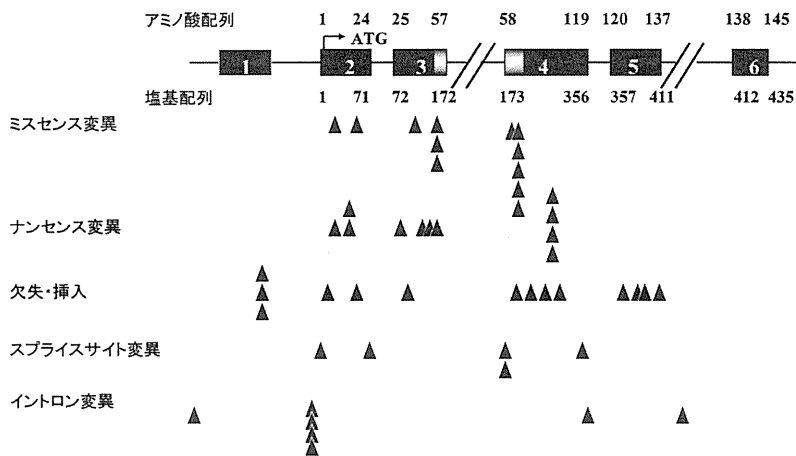 アミノ酸配列 1 24 25 57 58 119 120 137 138 145
ATG
1 2 3 4 5 6
塩基配列 1 71 72 172 173 356 357 411 412 435
ミスセンス変異
ナンセンス変異
欠失・挿入
スプライスサイト変異
イントロン変異